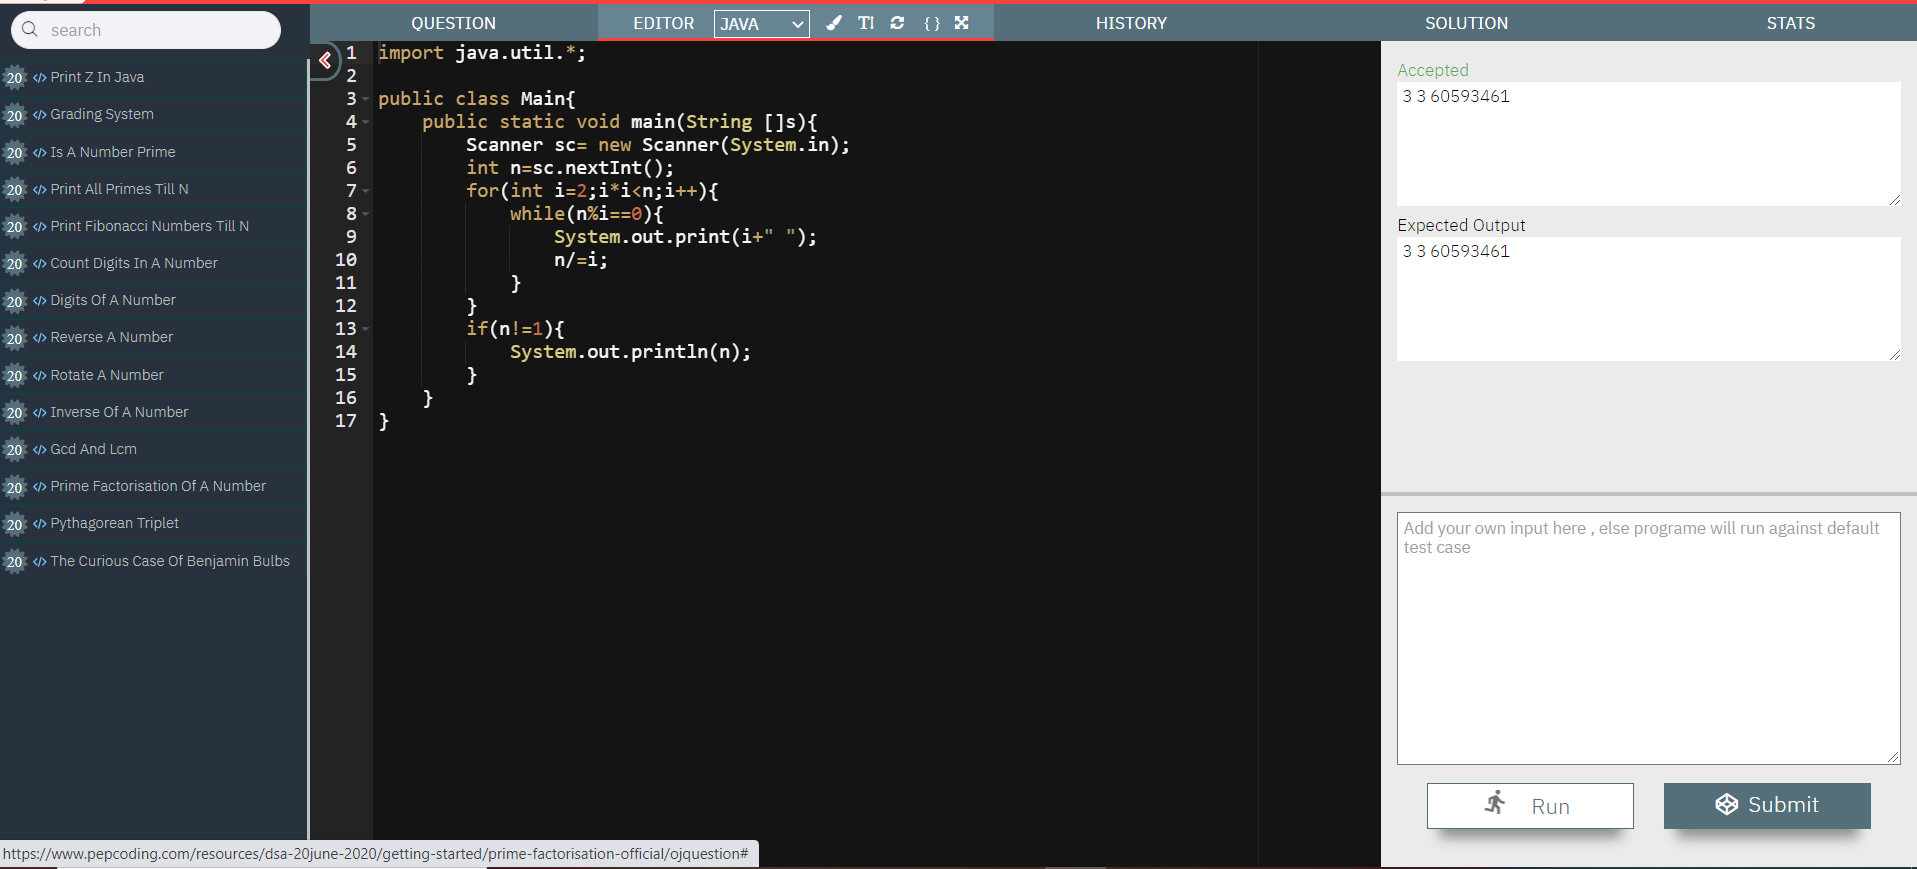 search
20 </> Print Z In Java
20 </> Grading System
20 </> Is A Number Prime
20 </> Print All Primes Till N
20 </> Print Fibonacci Numbers Till N
20 </> Count Digits In A Number
20 </> Digits Of A Number
20 </> Reverse A Number
20 </> Rotate A Number
20 </> Inverse Of A Number
20 </> Gcd And Lcm
20 </> Prime Factorisation Of A Number
20 </> Pythagorean Triplet
20 </> The Curious Case Of Benjamin Bulbs
QUESTION EDITOR JAVA T! { } HISTORY SOLUTION STATS
1 import java.util.*;
2
3 public class Main{
4 public static void main(String []s){
5 Scanner sc= new Scanner(System.in);
6 int n=sc.nextInt();
7 for(int i=2;i*i<n;i++){
8 while(n%i==0){
9 System.out.print(i+" ");
10 n/=i;
11 }
12 }
13 if(n!=1){
14 System.out.println(n);
15 }
16 }
17 }
Accepted
3 3 60593461
Expected Output
3 3 60593461
Add your own input here , else programe will run against default
test case
Run Submit
https://www.pepcoding.com/resources/dsa-20june-2020/getting-started/prime-factorisation-official/ojquestion#